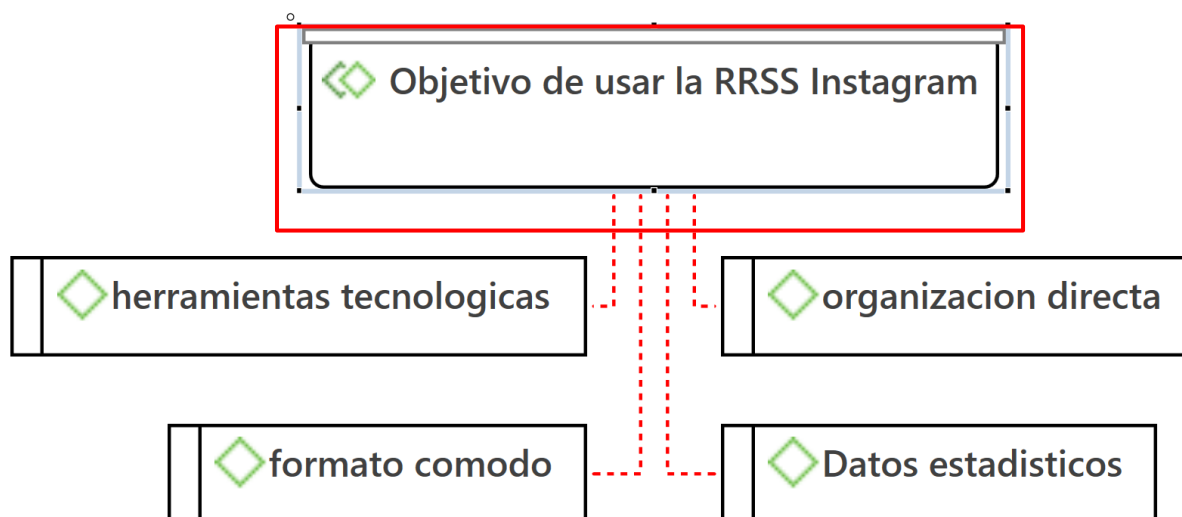 Objetivo de usar la RRSS Instagram
herramientas tecnologicas
organizacion directa
formato comodo
Datos estadisticos